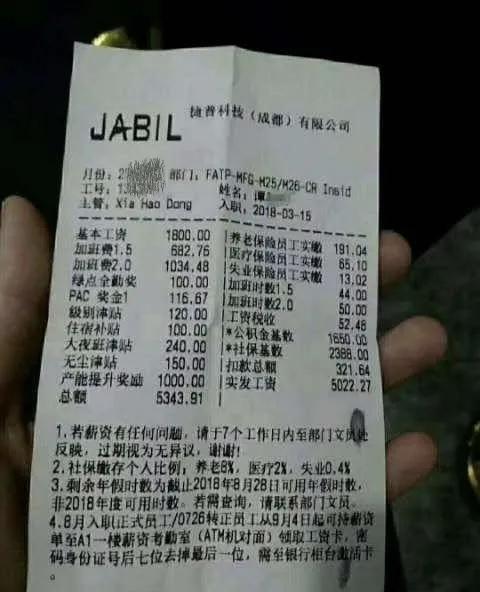 JABIL 捷普科技（成都）有限公司
月份：2 部门：FATP-MFG-M25/M26-CR Insid
工号：1 姓名：谭
主管：Xia Hao Dong 入职：2018-03-15
基本工资 1800.00 养老保险员工实缴 191.04
加班费1.5 682.76 医疗保险员工实缴 65.10
加班费2.0 1034.48 失业保险员工实缴 13.02
绿点全勤奖 100.00 加班时数1.5 44.00
PAC 奖金1 116.67 加班时数2.0 50.00
级别津贴 120.00 工资税收 52.48
住宿补贴 100.00 *公积金基数 1650.00
大夜班津贴 240.00 *社保基数 2388.00
无尘津贴 150.00 扣款总额 321.64
产能提升奖励 1000.00 实发工资 5022.27
总额 5343.91
1.若薪资有任何问题，请于7个工作日内至部门文员处
反映，过期视为无异议，谢谢！
2.社保缴存个人比例：养老8%，医疗2%，失业0.4%
3.剩余年假时数为截止2018年8月28日可用年假时数，
非2018年度可用时数。若需查询，请联系部门文员。
4.8月入职正式员工/0726转正员工从9月4日起可持薪资
单至A1一楼薪资考勤室（ATM机对面）领取工资卡，密
码身份证号后七位去掉最后一位，需至银行柜台激活卡
。